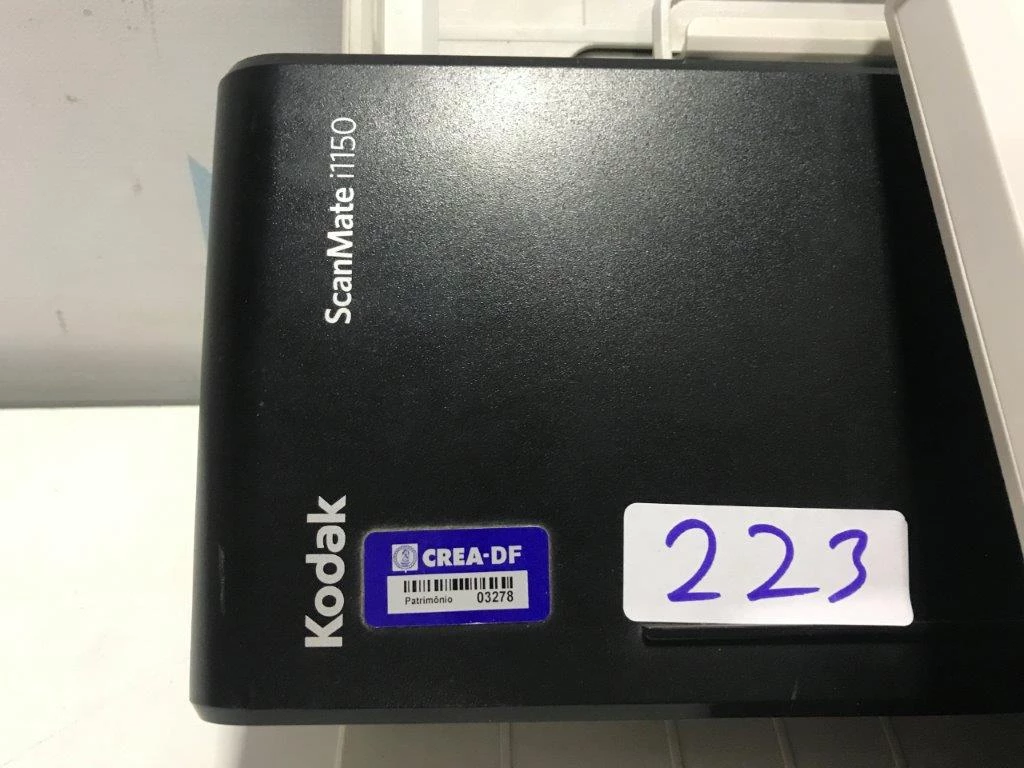 ScanMate i1150
Kodak
CREA-DF
Patrimônio 03278
223